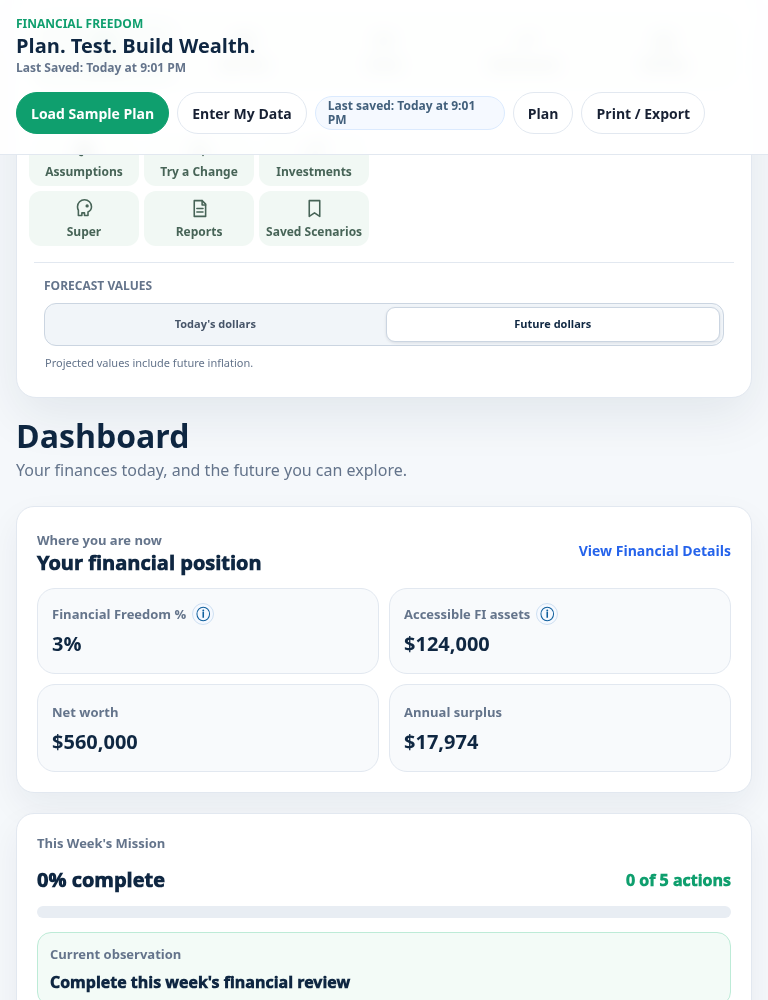 FINANCIAL FREEDOM
Plan. Test. Build Wealth.
Last Saved: Today at 9:01 PM
Load Sample Plan
Enter My Data
Last saved: Today at 9:01
PM
Plan
Print / Export
Assumptions
Try a Change
Investments
Super
Reports
Saved Scenarios
FORECAST VALUES
Today's dollars
Future dollars
Projected values include future inflation.
Dashboard
Your finances today, and the future you can explore.
Where you are now
Your financial position
View Financial Details
Financial Freedom %
Accessible FI assets
3%
$124,000
Net worth
Annual surplus
$560,000
$17,974
This Week's Mission
0% complete
0 of 5 actions
Current observation
Complete this week's financial review